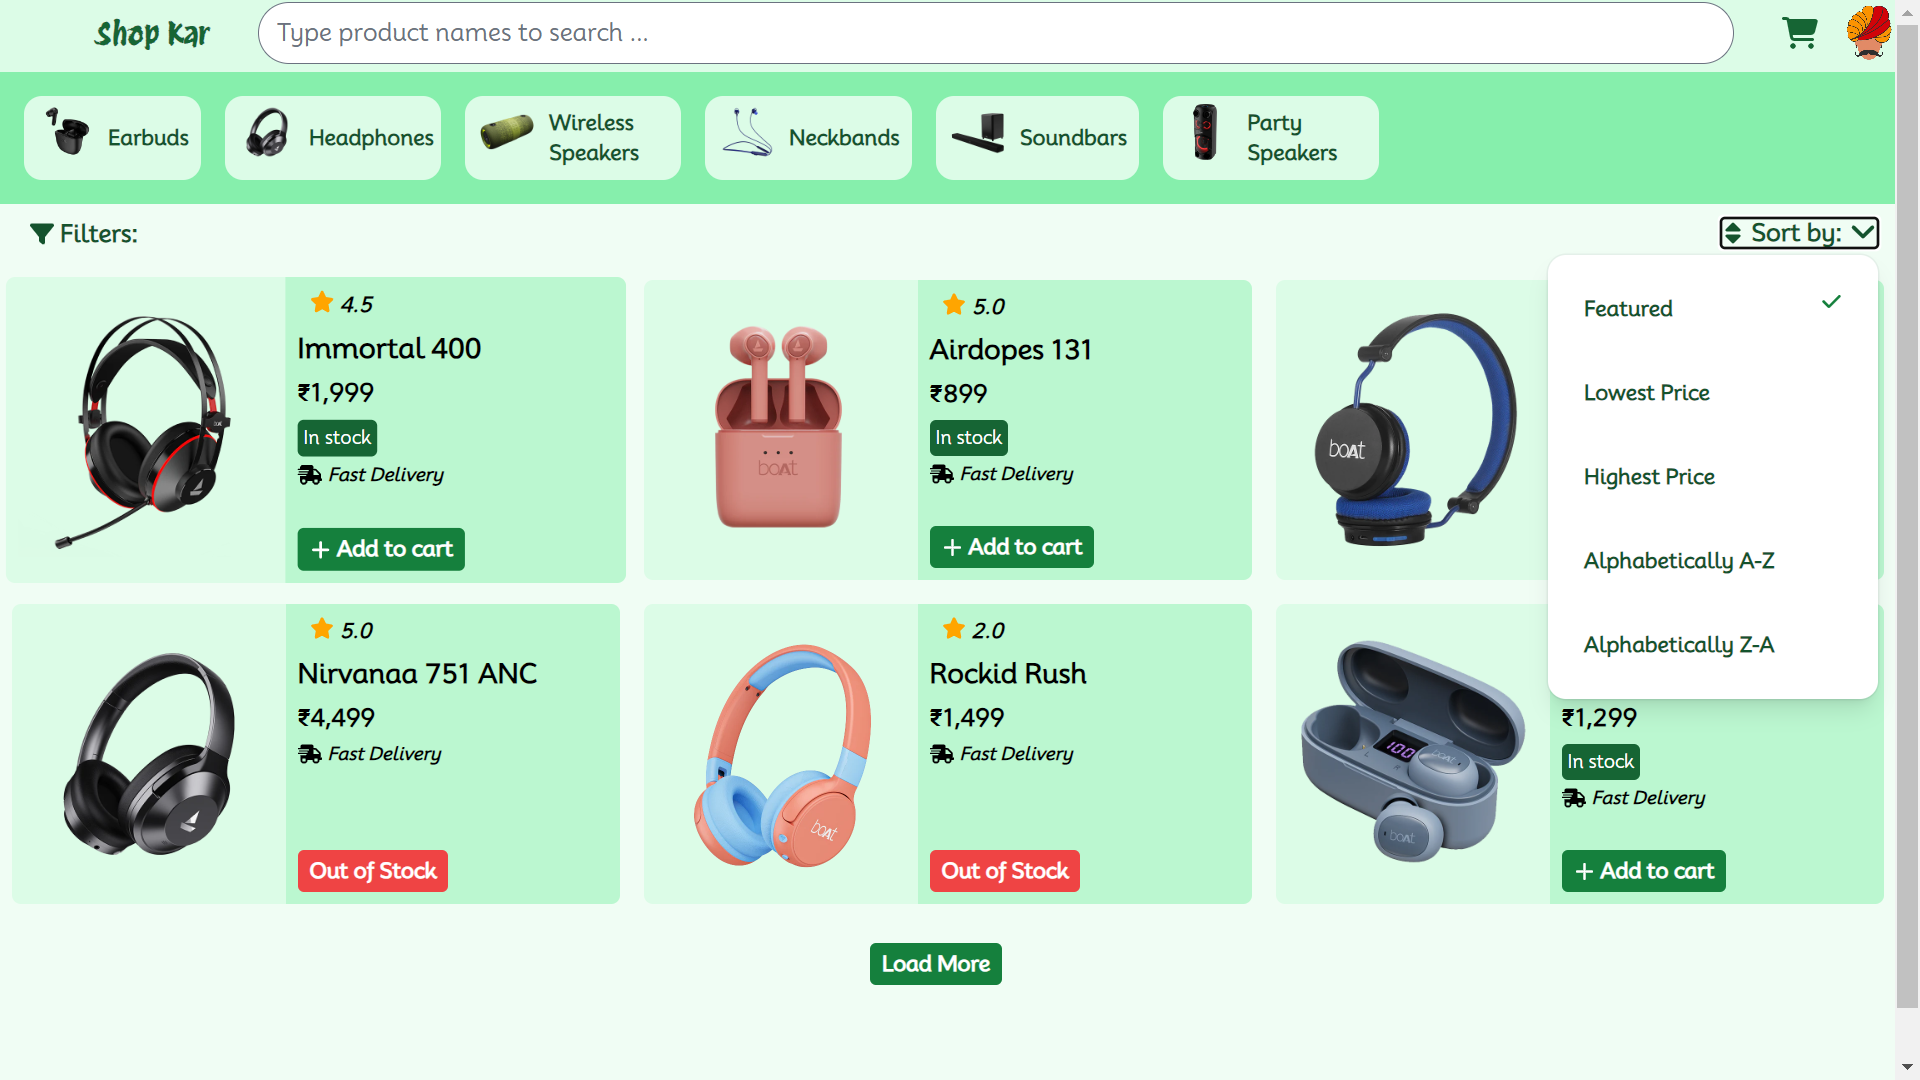 Shop Kar
Type product names to search ...
Earbuds
Headphones
Wireless
Speakers
Neckbands
Soundbars
Party
Speakers
Filters:
Sort by:
Featured
Lowest Price
Highest Price
Alphabetically A-Z
Alphabetically Z-A
4.5
Immortal 400
₹1,999
In stock
Fast Delivery
+ Add to cart
boAt
5.0
Airdopes 131
₹899
In stock
Fast Delivery
+ Add to cart
boAt
5.0
Nirvanaa 751 ANC
₹4,499
Fast Delivery
Out of Stock
boAt
2.0
Rockid Rush
₹1,499
Fast Delivery
Out of Stock
100
boAt
boAt
₹1,299
In stock
Fast Delivery
+ Add to cart
Load More